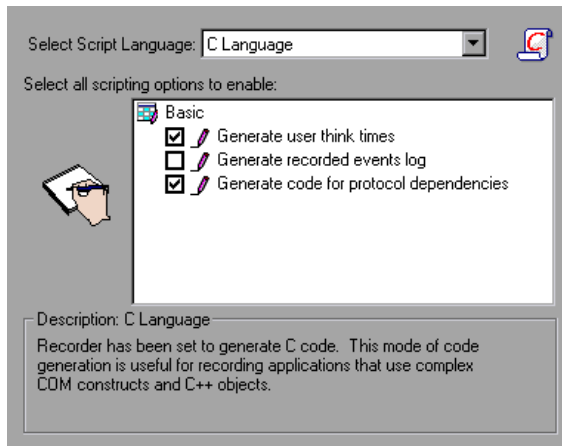 Select Script Language: C Language
Select all scripting options to enable:
Basic
Generate user think times
Generate recorded events log
Generate code for protocol dependencies
Description: C Language
Recorder has been set to generate C code. This mode of code
generation is useful for recording applications that use complex
COM constructs and C++ objects.